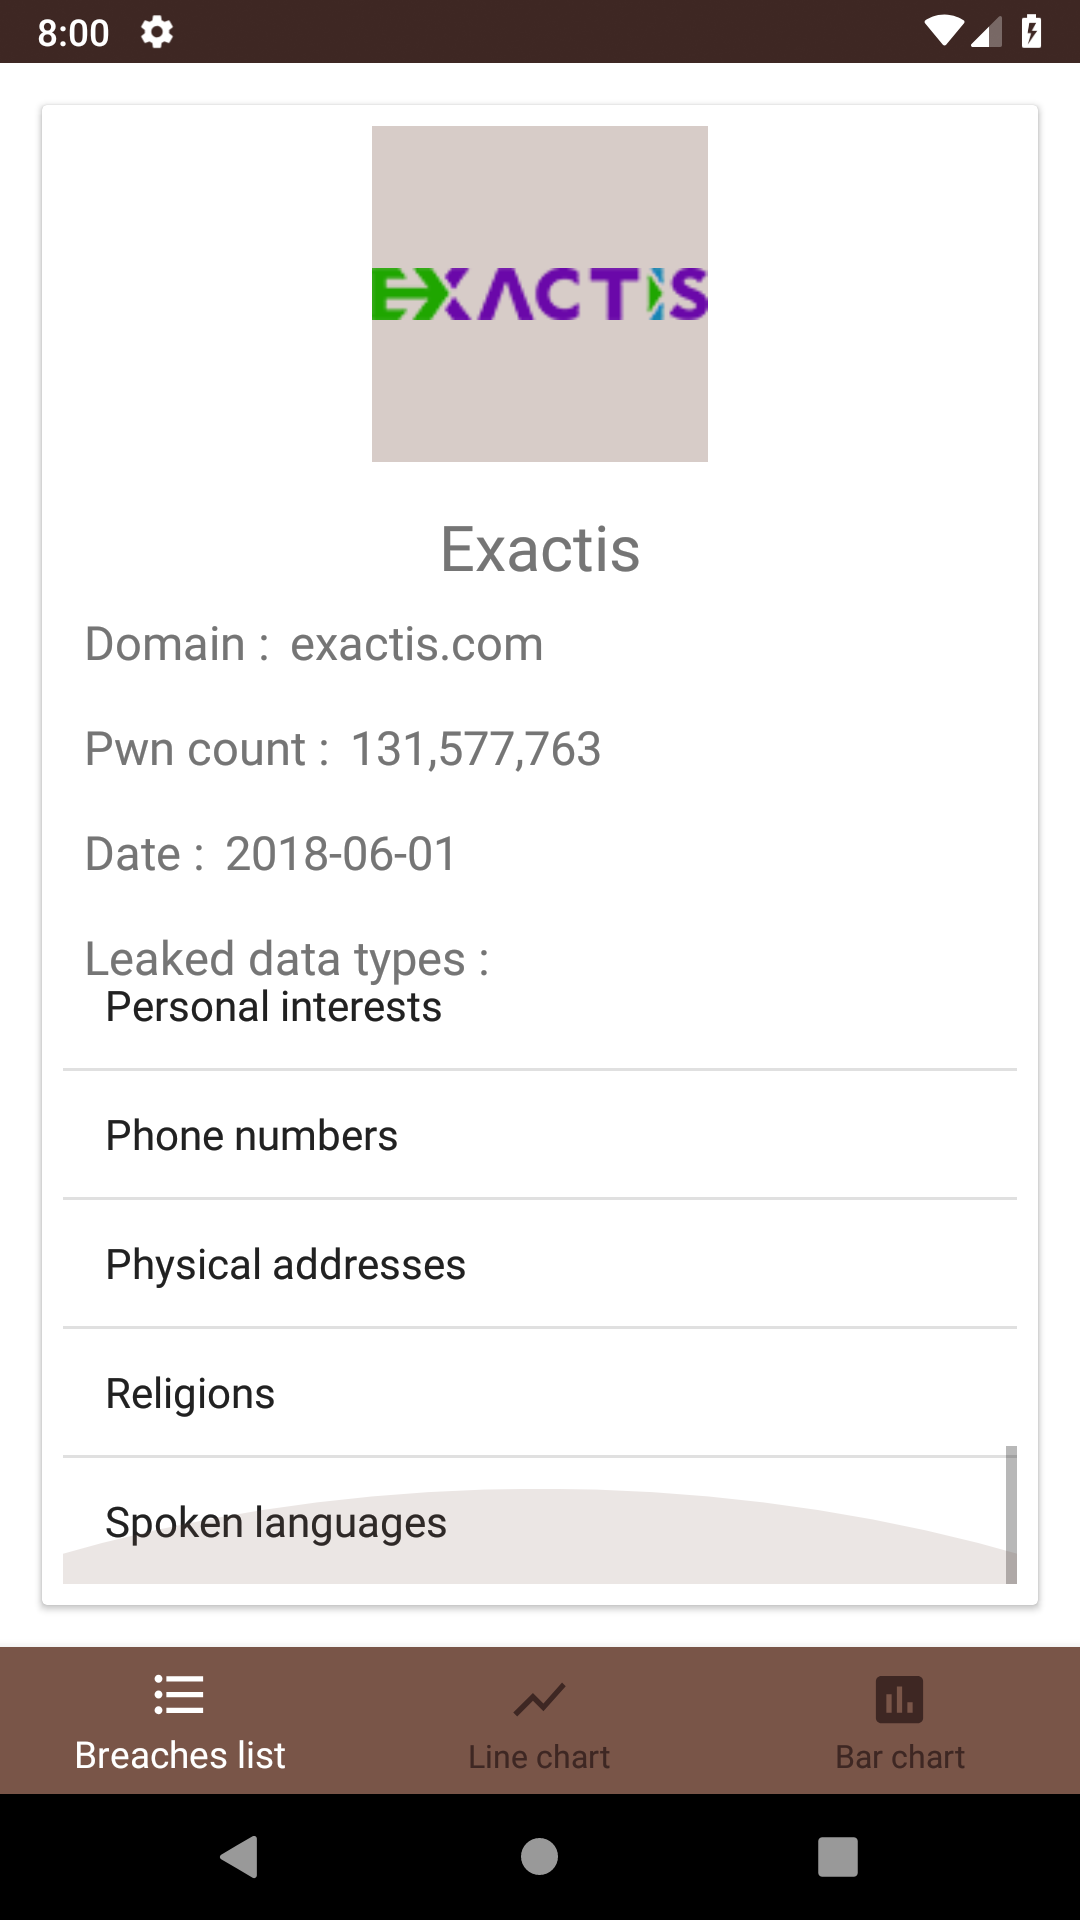 8:00
EXACTIS
Exactis
Domain : exactis.com
Pwn count : 131,577,763
Date : 2018-06-01
Leaked data types :
Personal interests
Phone numbers
Physical addresses
Religions
Spoken languages
Breaches list
Line chart
Bar chart